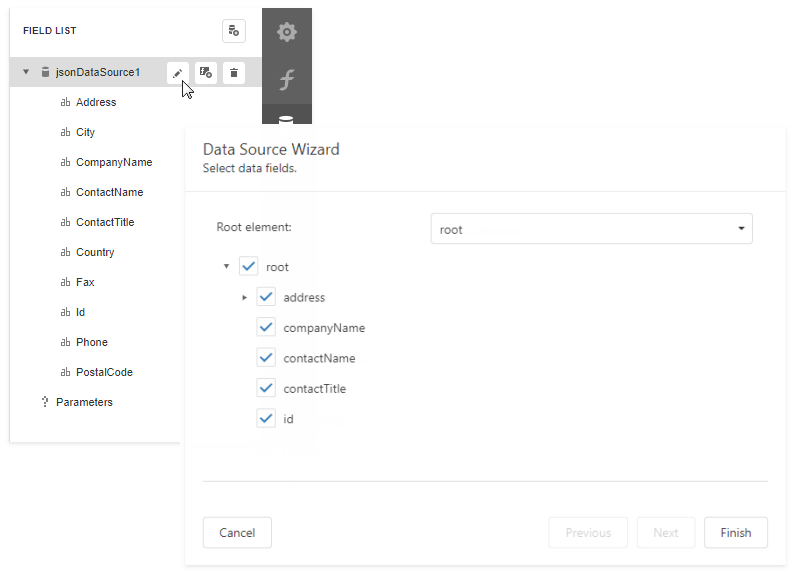 FIELD LIST
jsonDataSource1
ab Address
ab City
ab CompanyName
ab ContactName
ab ContactTitle
ab Country
ab Fax
ab Id
ab Phone
ab PostalCode
? Parameters
f
Data Source Wizard
Select data fields.
Root element:
root
root
address
companyName
contactName
contactTitle
id
Cancel
Previous
Next
Finish